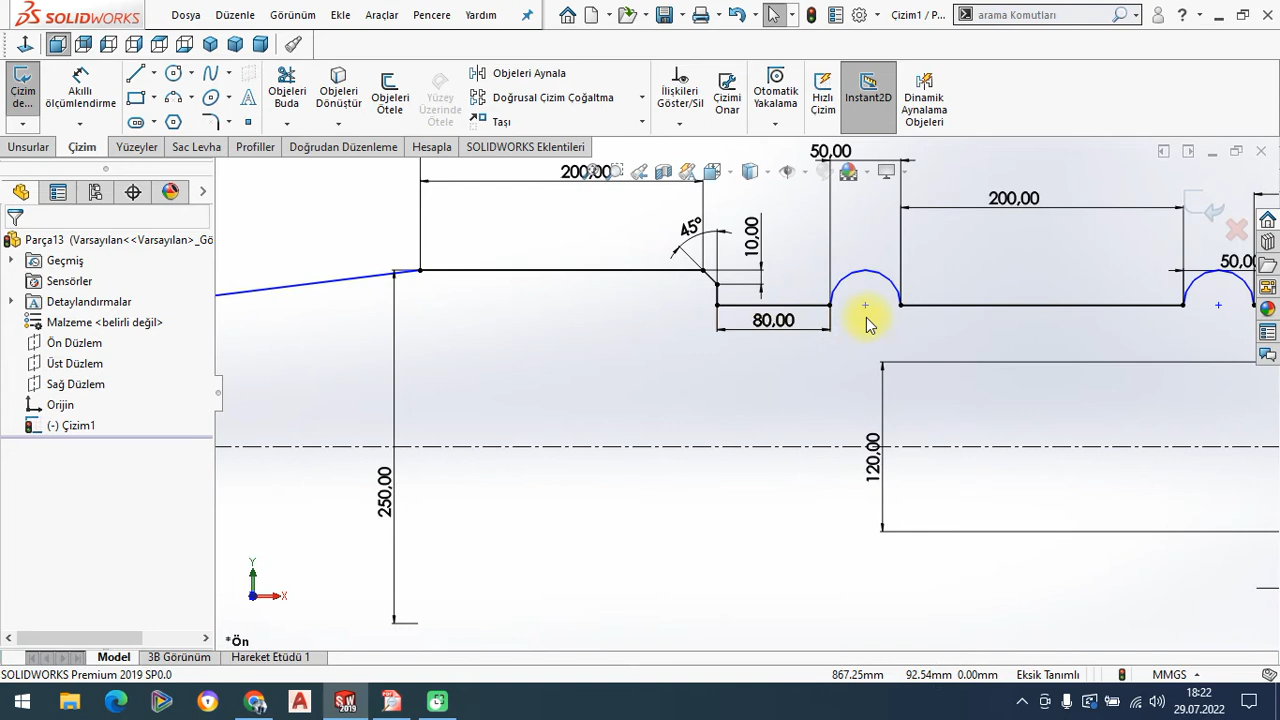 SOLIDWORKS Dosya Düzenle Görünüm Ekle Araçlar Pencere Yardım Çizim1 / P... arama Komutları ?
Çizim de... Akıllı ölçümlendirme Objeleri Buda Objeleri Dönüştür Objeleri Ötele Yüzey Üzerinde Ötele Objeleri Aynala Doğrusal Çizim Çoğaltma Taşı İlişkileri Göster/Sil Çizimi Onar Otomatik Yakalama Hızlı Çizim Instant2D Dinamik Aynalama Objeleri
Unsurlar Çizim Yüzeyler Sac Levha Profiller Doğrudan Düzenleme Hesapla SOLIDWORKS Eklentileri
Parça13 (Varsayılan<<Varsayılan>_Gö
Geçmiş
Sensörler
Detaylandırmalar
Malzeme <belirli değil>
Ön Düzlem
Üst Düzlem
Sağ Düzlem
Orijin
(-) Çizim1
50,00
200,00
200,00
45°
10,00
50,00
80,00
120,00
250,00
Y
X
*Ön
Model 3B Görünüm Hareket Etüdü 1
SOLIDWORKS Premium 2019 SP0.0 867.25mm 92.54mm 0.00mm Eksik Tanımlı MMGS
18:22
29.07.2022